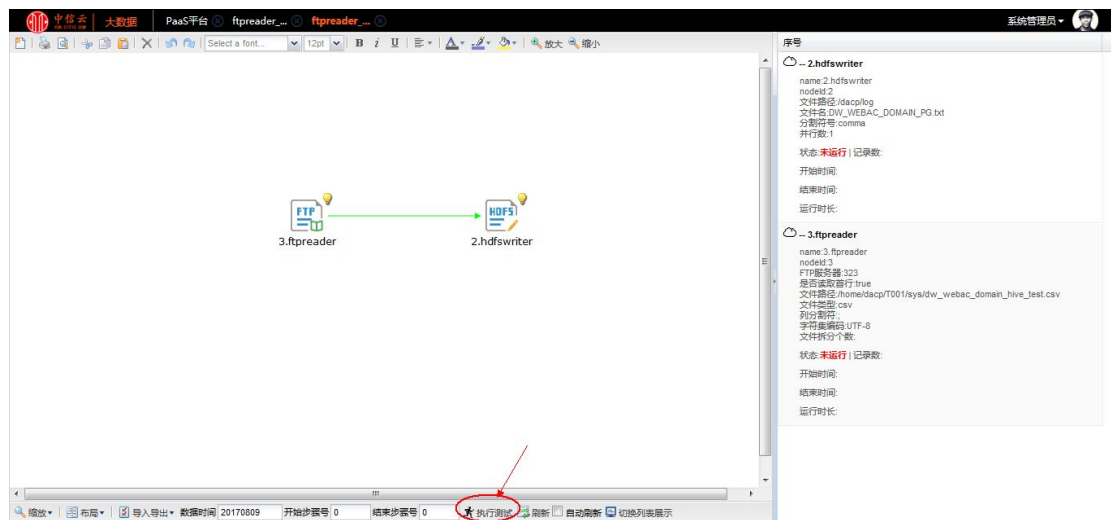 中信云 大数据 PaaS平台 ftpreader_... ftpreader_... 系统管理员
Select a font... 12pt B i U A 放大 缩小
序号
-- 2.hdfswriter
name:2.hdfswriter
nodeId:2
文件路径:/dacp/log
文件名:DW_WEBAC_DOMAIN_PG.txt
分割符号:comma
并行数:1
状态:未运行 | 记录数:
开始时间:
结束时间:
运行时长:
FTP HDFS
3.ftpreader 2.hdfswriter
-- 3.ftpreader
name:3.ftpreader
nodeId:3
FTP服务器:323
是否读取首行:true
文件路径:/home/dacp/T001/sys/dw_webac_domain_hive_test.csv
文件类型:csv
列分割符:,
字符集编码:UTF-8
文件拆分个数:
状态:未运行 | 记录数:
开始时间:
结束时间:
运行时长:
缩放 布局 导入导出 数据时间 20170809 开始步骤号 0 结束步骤号 0 执行测试 刷新 自动刷新 切换列表展示